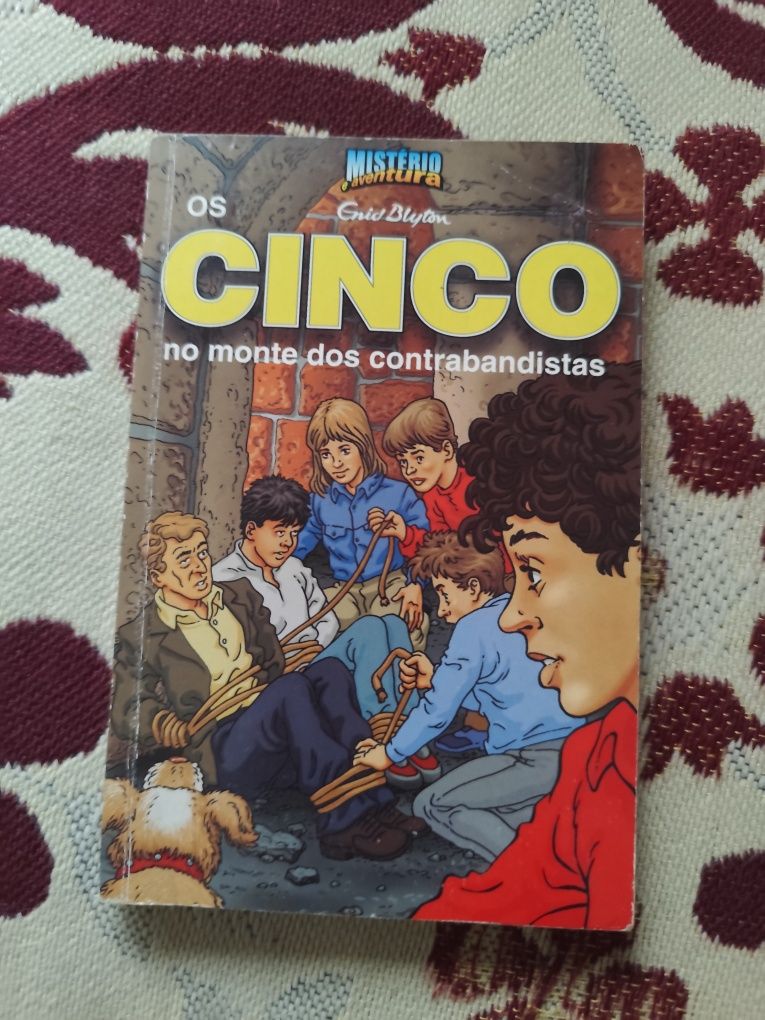 MISTÉRIO
e aventura
Enid Blyton
OS
CINCO
no monte dos contrabandistas